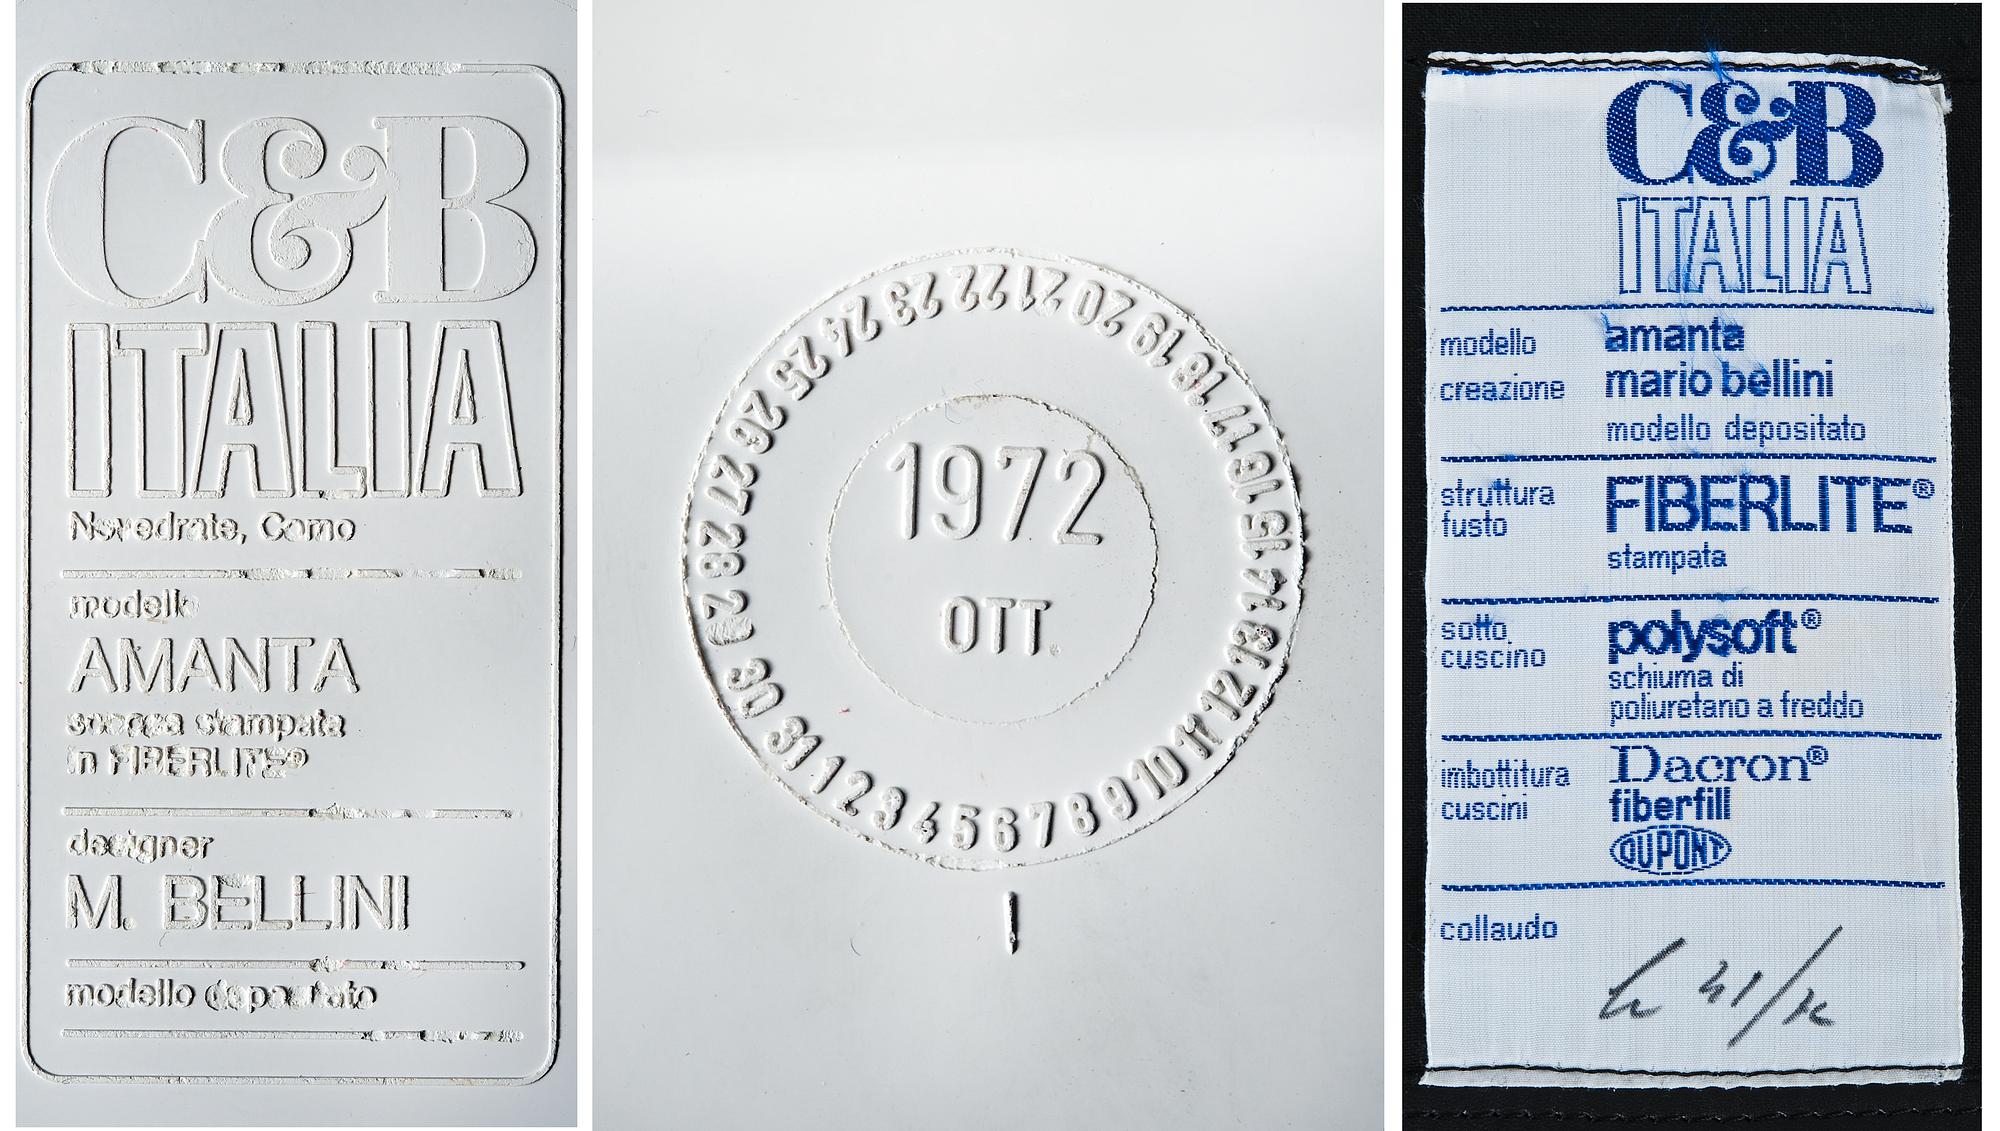 C&B
ITALIA
Novedrate, Como
modello
AMANTA
scocca stampata
in FIBERLITE®
designer
M. BELLINI
modello depositato
1972
OTT.
1 2 3 4 5 6 7 8 9 10 11 12 13 14 15 16 17 18 19 20 21 22 23 24 25 26 27 28 29 30 31
C&B
ITALIA
modello amanta
creazione mario bellini
modello depositato
struttura FIBERLITE®
fusto
stampata
sotto polysoft®
cuscino
schiuma di
poliuretano a freddo
imbottitura Dacron®
cuscini fiberfill
DUPONT
collaudo